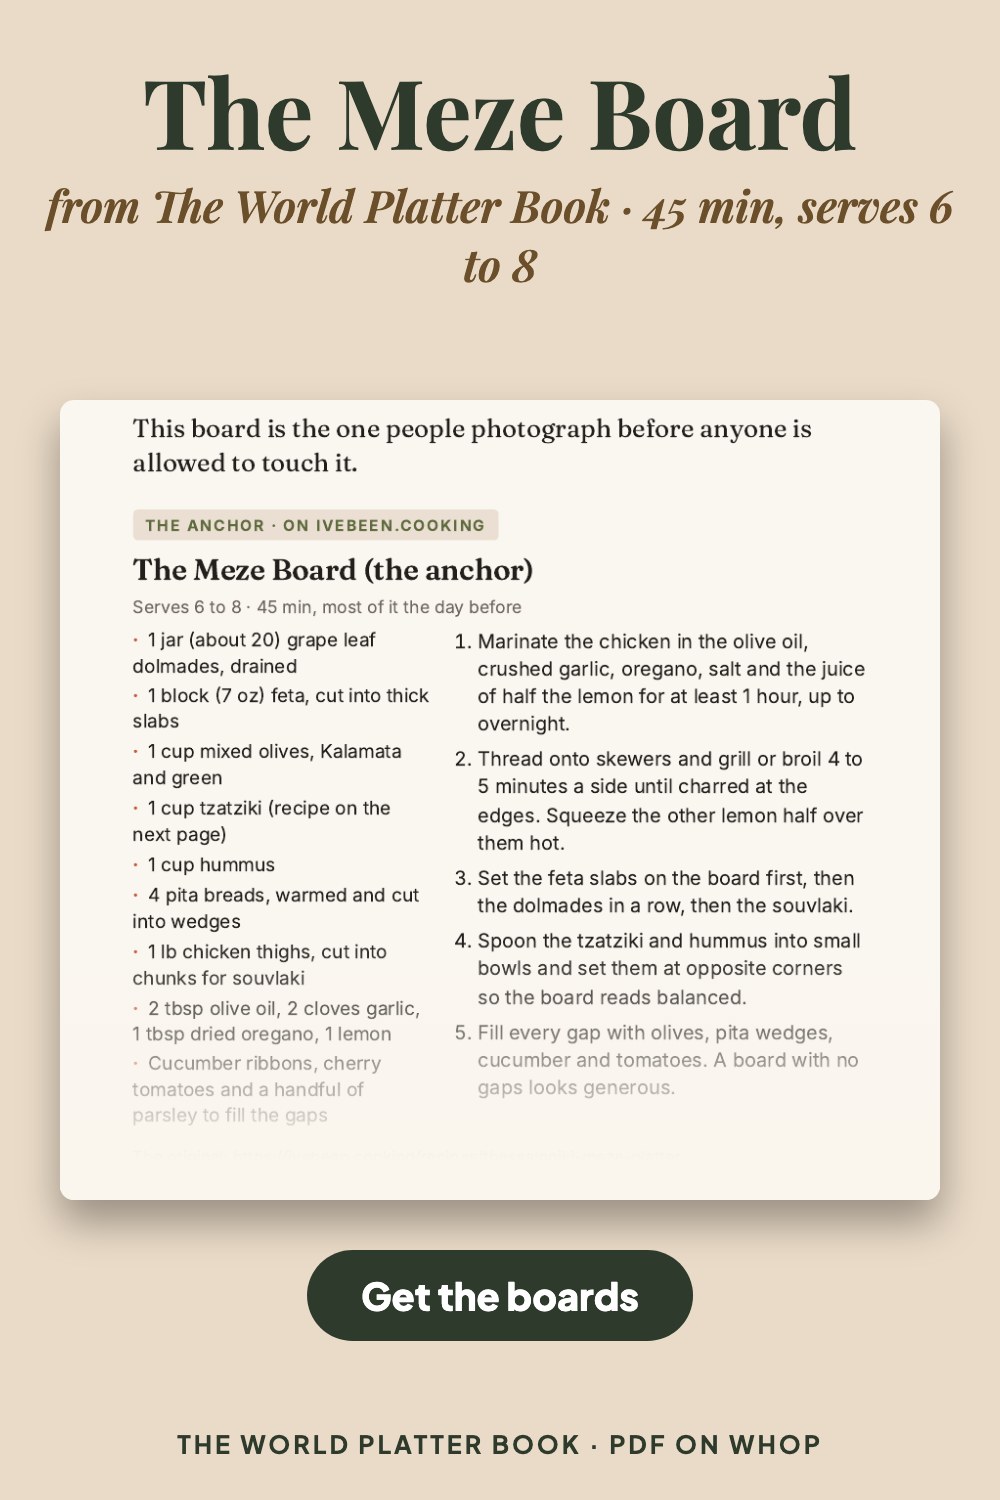 The Meze Board
from The World Platter Book · 45 min, serves 6
to 8
This board is the one people photograph before anyone is
allowed to touch it.
THE ANCHOR · ON IVEBEEN.COOKING
The Meze Board (the anchor)
Serves 6 to 8 · 45 min, most of it the day before
· 1 jar (about 20) grape leaf
dolmades, drained
· 1 block (7 oz) feta, cut into thick
slabs
· 1 cup mixed olives, Kalamata
and green
· 1 cup tzatziki (recipe on the
next page)
· 1 cup hummus
· 4 pita breads, warmed and cut
into wedges
· 1 lb chicken thighs, cut into
chunks for souvlaki
· 2 tbsp olive oil, 2 cloves garlic,
1 tbsp dried oregano, 1 lemon
· Cucumber ribbons, cherry
tomatoes and a handful of
parsley to fill the gaps
1. Marinate the chicken in the olive oil,
crushed garlic, oregano, salt and the juice
of half the lemon for at least 1 hour, up to
overnight.
2. Thread onto skewers and grill or broil 4 to
5 minutes a side until charred at the
edges. Squeeze the other lemon half over
them hot.
3. Set the feta slabs on the board first, then
the dolmades in a row, then the souvlaki.
4. Spoon the tzatziki and hummus into small
bowls and set them at opposite corners
so the board reads balanced.
5. Fill every gap with olives, pita wedges,
cucumber and tomatoes. A board with no
gaps looks generous.
Get the boards
THE WORLD PLATTER BOOK · PDF ON WHOP